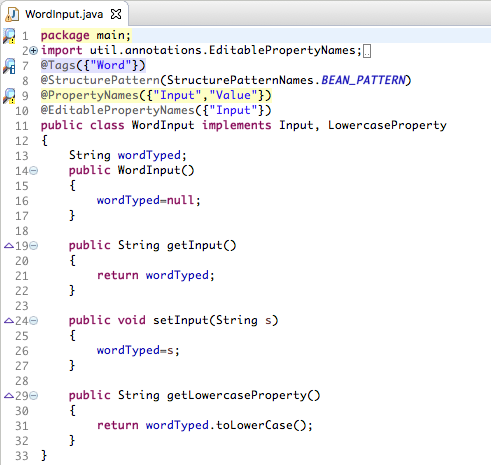 WordInput.java
1 package main;
2 import util.annotations.EditablePropertyNames;
7 @Tags({"Word"})
8 @StructurePattern(StructurePatternNames.BEAN_PATTERN)
9 @PropertyNames({"Input","Value"})
10 @EditablePropertyNames({"Input"})
11 public class WordInput implements Input, LowercaseProperty
12 {
13     String wordTyped;
14     public WordInput()
15     {
16         wordTyped=null;
17     }
18
19     public String getInput()
20     {
21         return wordTyped;
22     }
23
24     public void setInput(String s)
25     {
26         wordTyped=s;
27     }
28
29     public String getLowercaseProperty()
30     {
31         return wordTyped.toLowerCase();
32     }
33 }